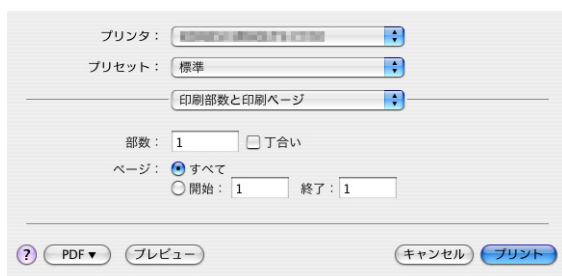 プリンタ：
プリセット： 標準
印刷部数と印刷ページ
部数： 1 丁合い
ページ： すべて
開始： 1 終了： 1
? PDF▼ プレビュー キャンセル プリント